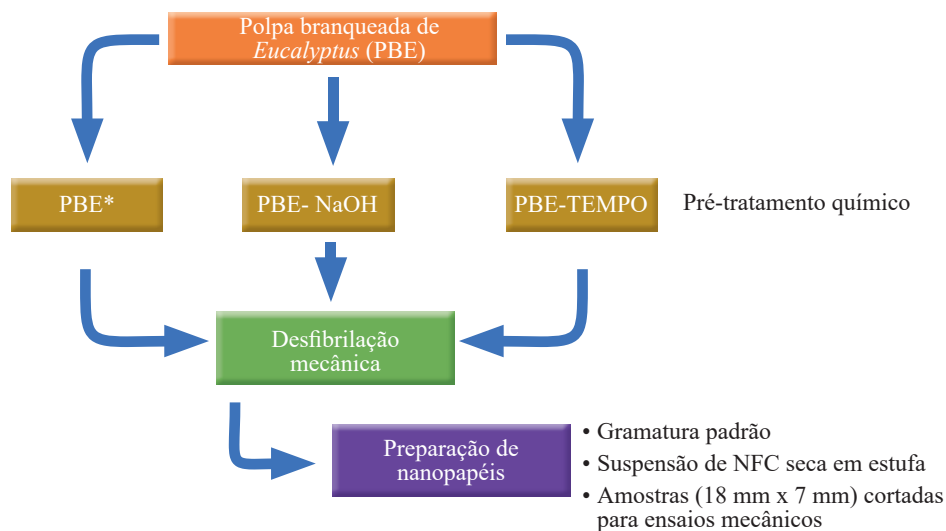 Polpa branqueada de
Eucalyptus (PBE)
PBE*
PBE- NaOH
PBE-TEMPO
Pré-tratamento químico
Desfibrilação
mecânica
Preparação de
nanopapéis
• Gramatura padrão
• Suspensão de NFC seca em estufa
• Amostras (18 mm x 7 mm) cortadas
para ensaios mecânicos